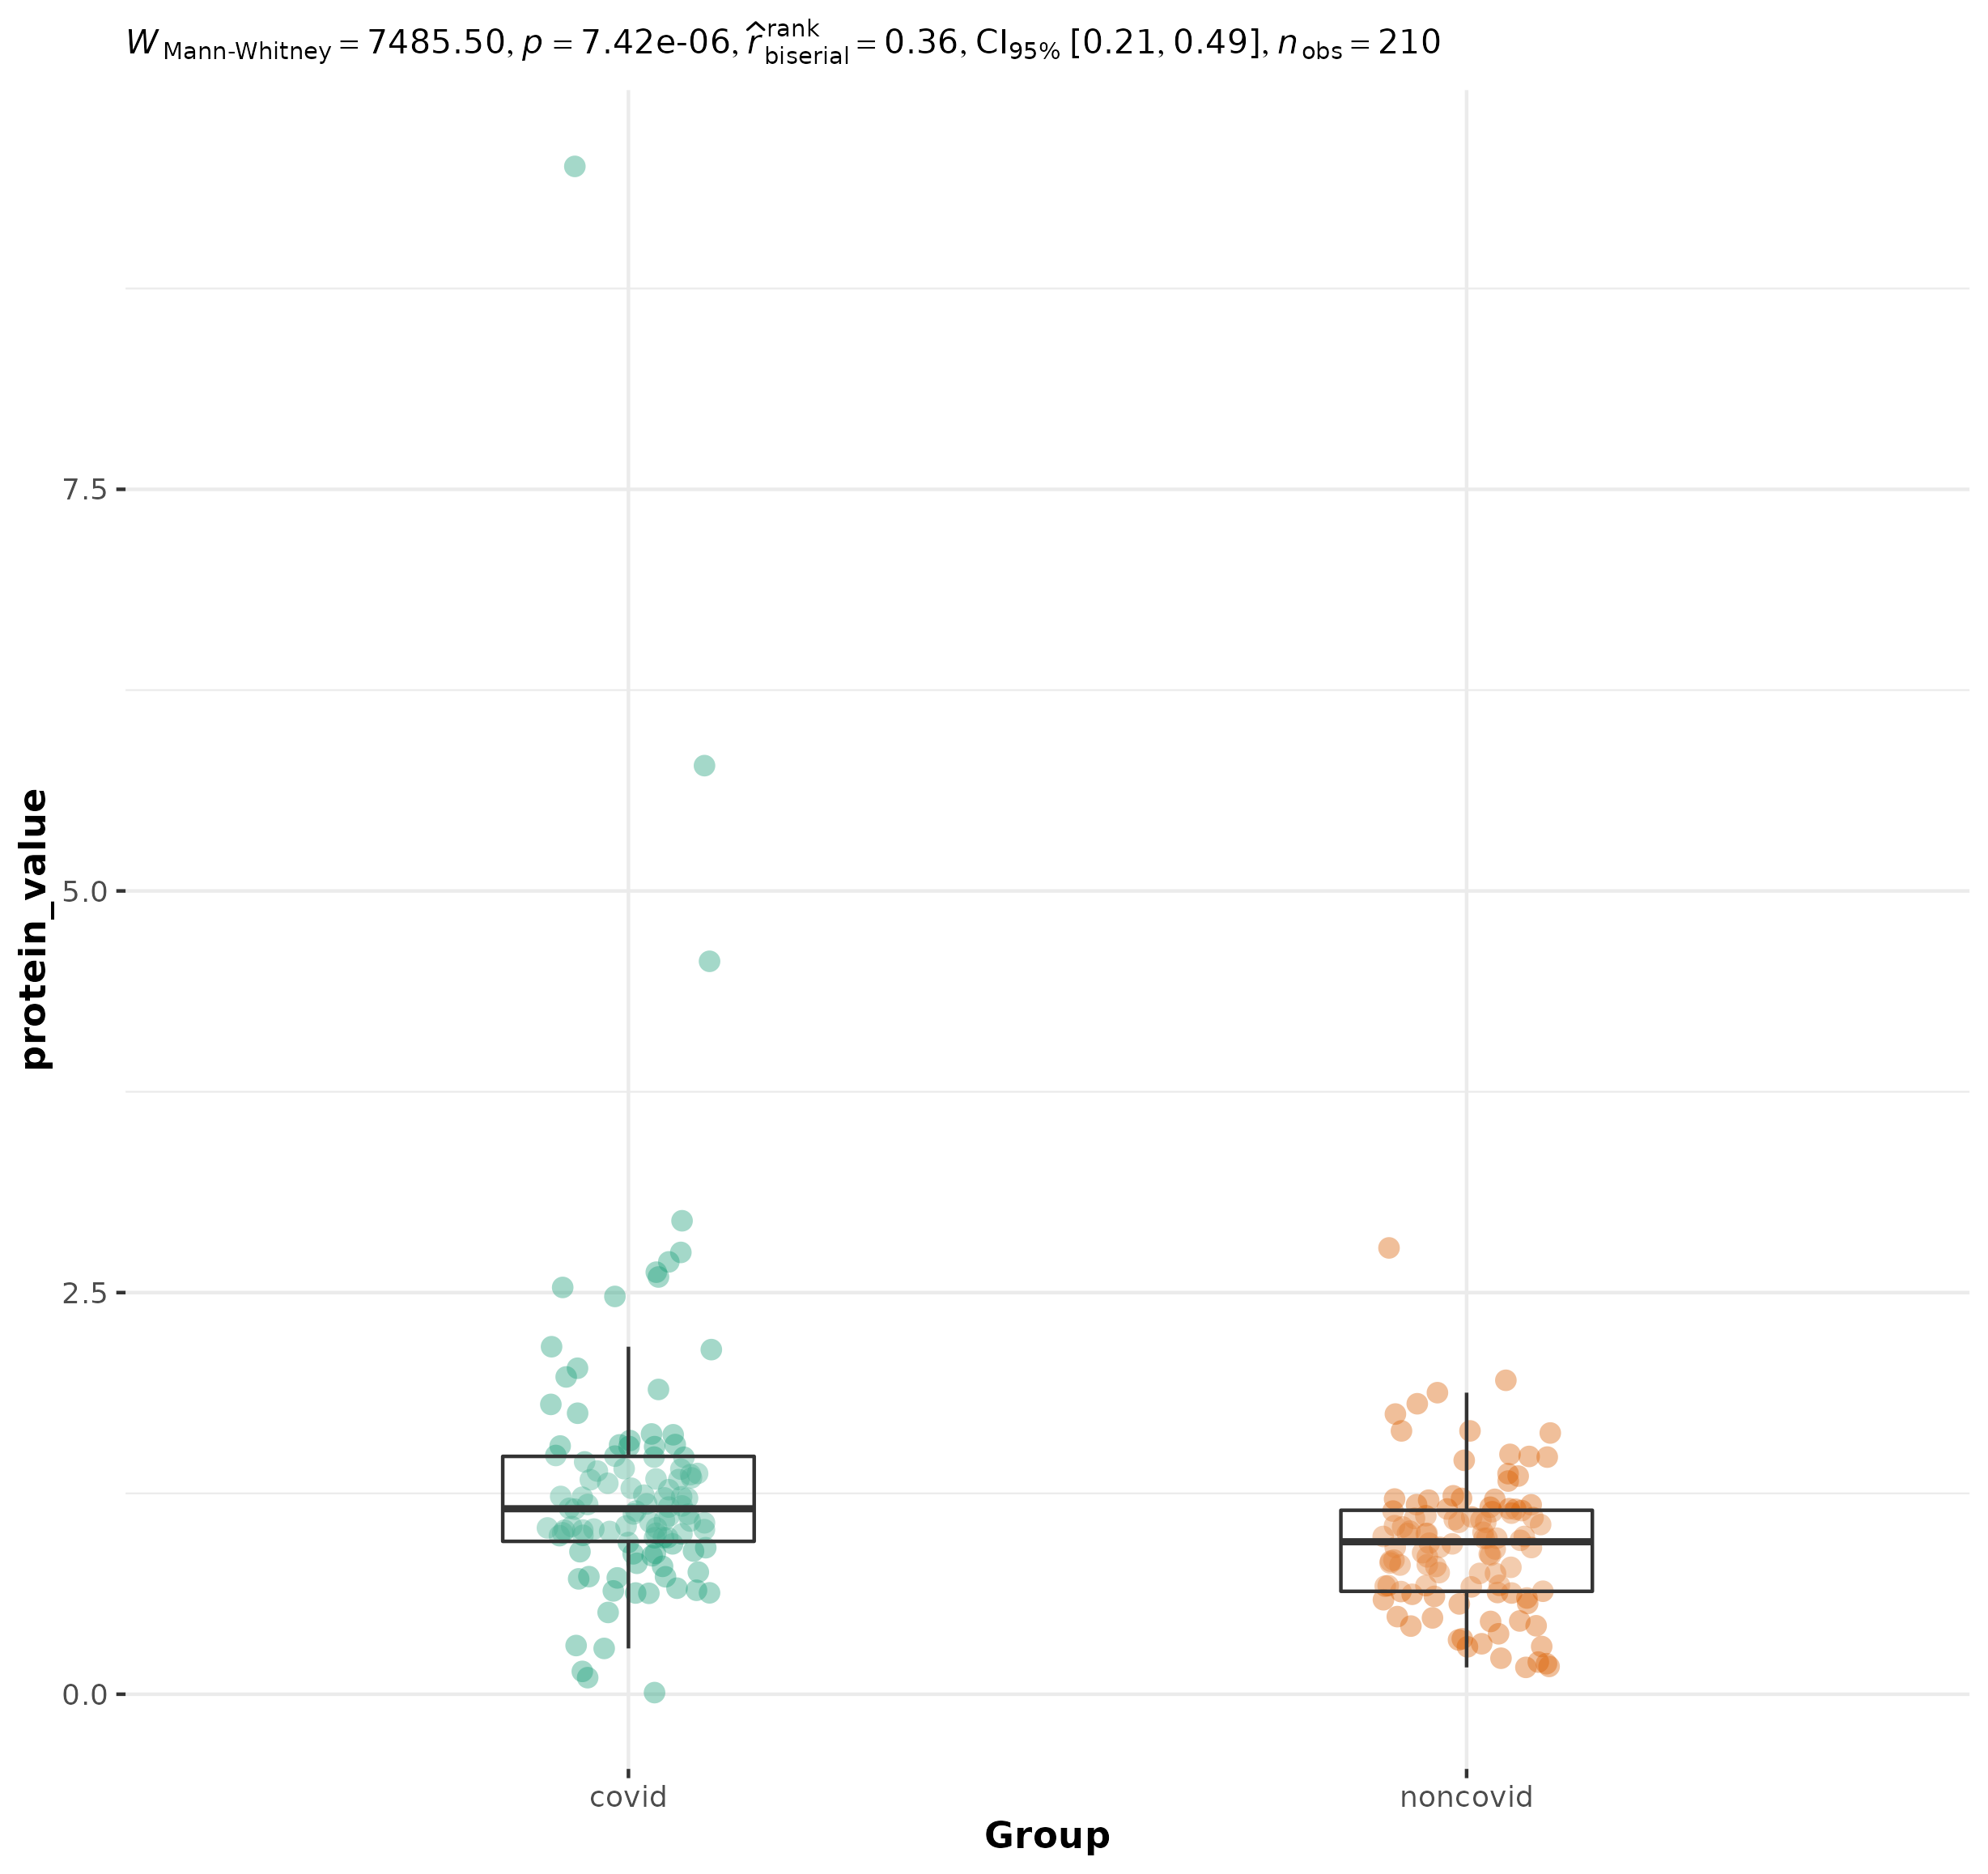 W Mann-Whitney = 7485.50, p = 7.42e-06, r̂ rank biserial = 0.36, CI95% [0.21, 0.49], n obs = 210
7.5
5.0
2.5
0.0
protein_value
covid noncovid
Group